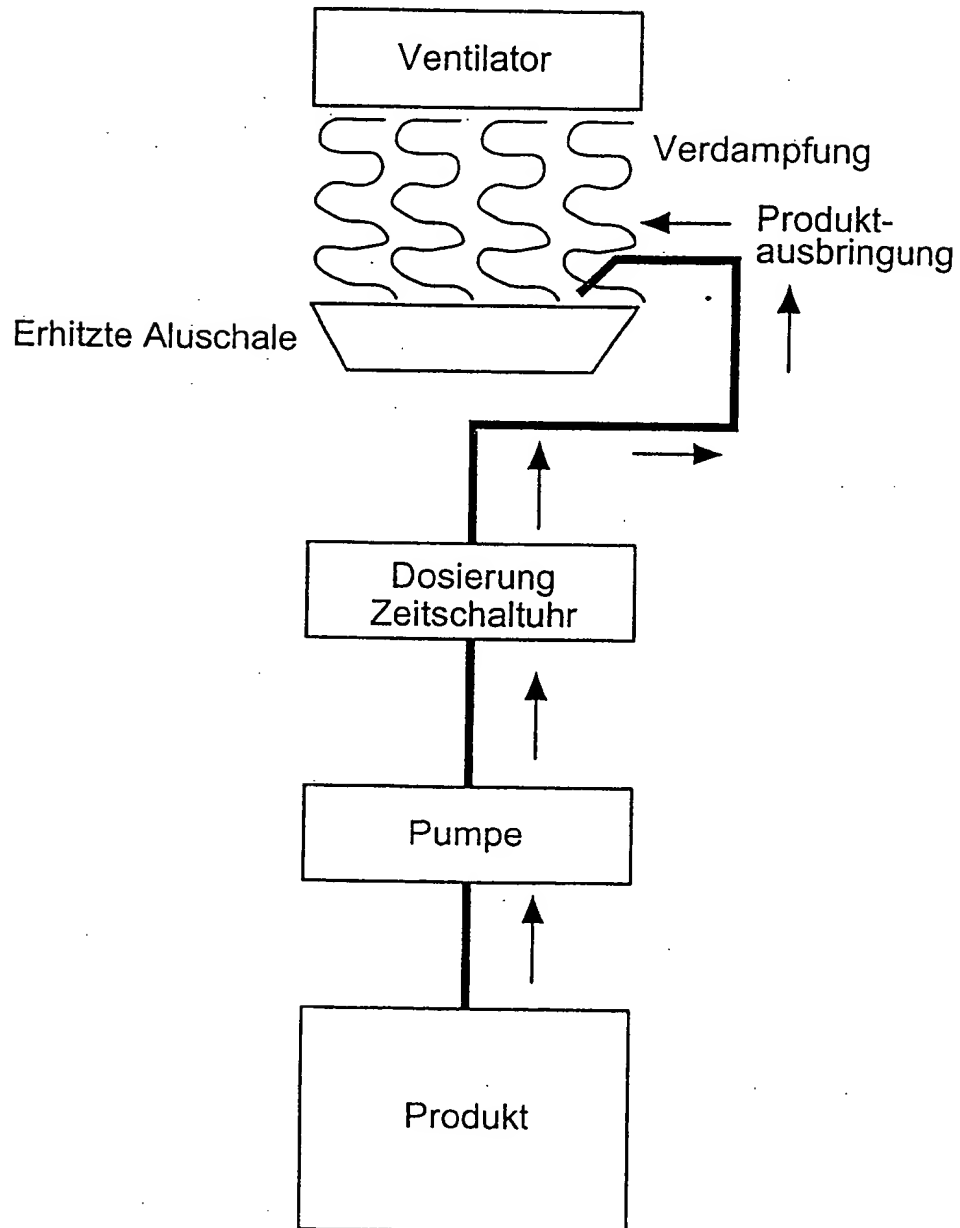 Ventilator
Verdampfung
Produkt-
ausbringung
Erhitzte Aluschale
Dosierung
Zeitschaltuhr
Pumpe
Produkt